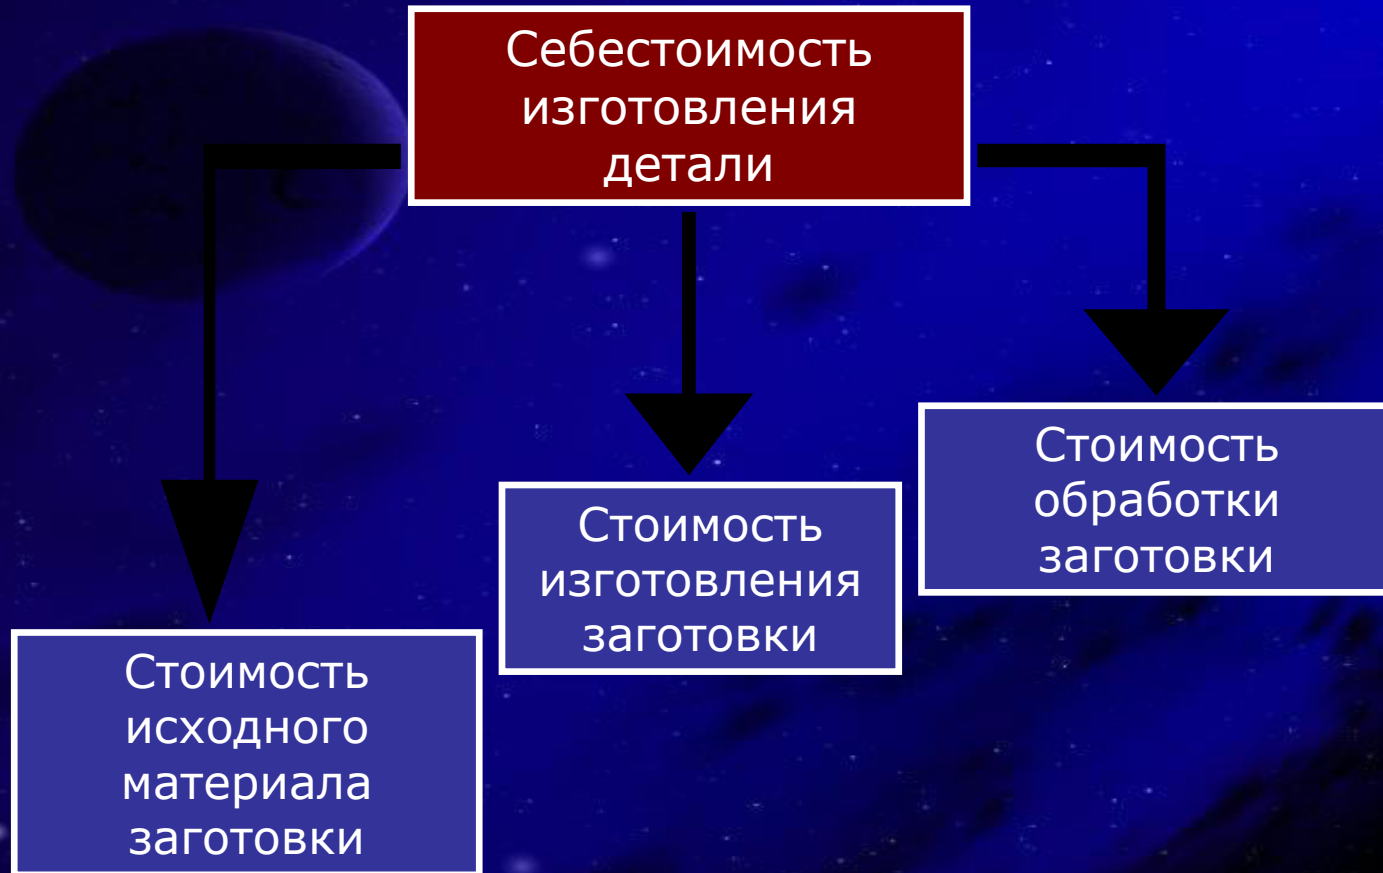 Себестоимость
изготовления
детали
Стоимость
исходного
материала
заготовки
Стоимость
изготовления
заготовки
Стоимость
обработки
заготовки